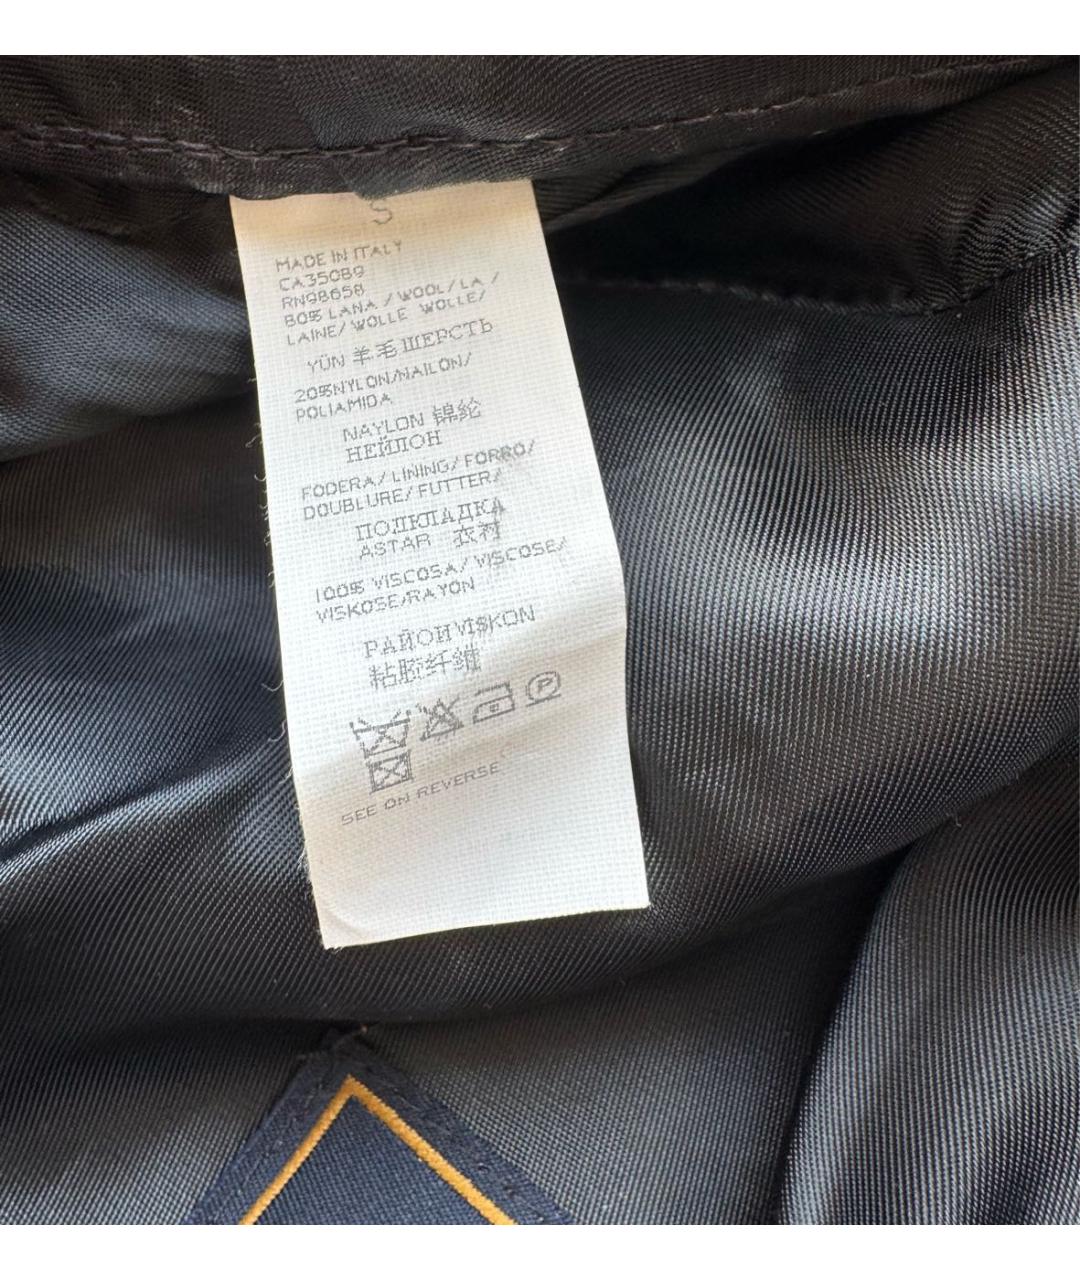 S
MADE IN ITALY
CA35089
RN98658
80% LANA / WOOL/ LA /
LAINE/ WOLLE WOLLE/
YÜN 羊毛 ШЕРСТЬ
20%NYLON/NAILON/
POLIAMIDA
NAYLON 锦纶
НЕЙЛОН
FODERA/ LINING/ FORRO/
DOUBLURE/ FUTTER/
ПОДКЛАДКА
ASTAR 衣衬
100% VISCOSA/ VISCOSE/
VISKOSE/RAYON
РАЙОН VISKON
粘胶纤维
P
SEE ON REVERSE